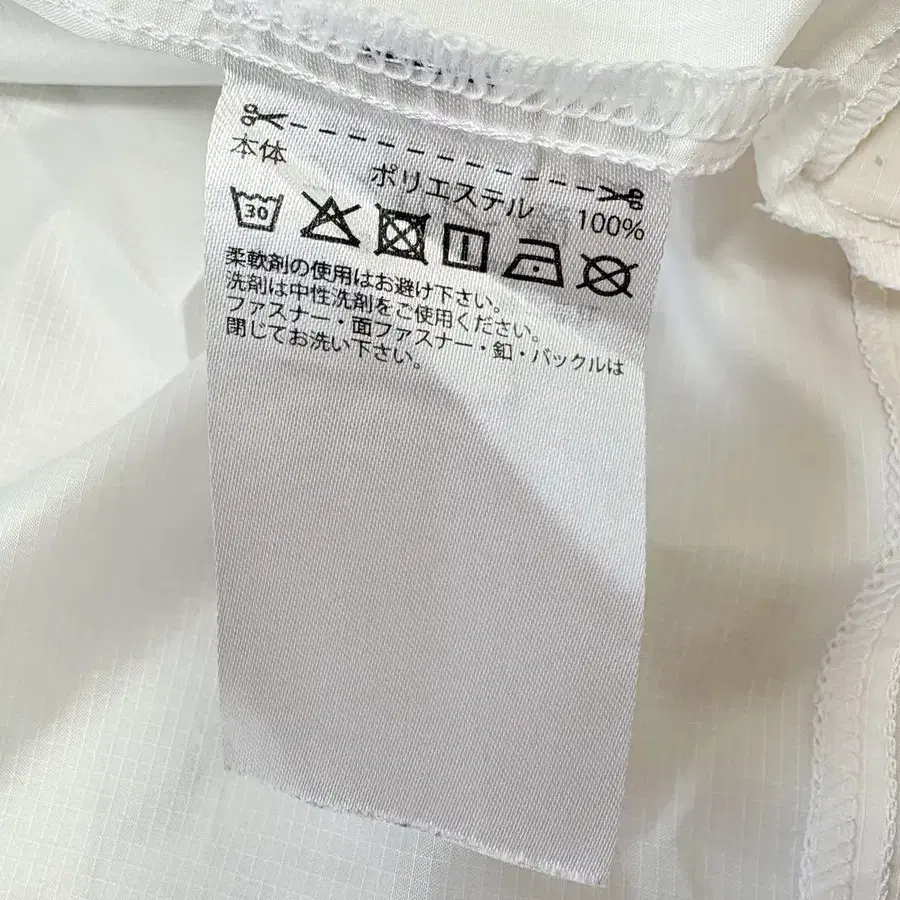 本体 ポリエステル 100%
30
柔軟剤の使用はお避け下さい。
洗剤は中性洗剤をご使用ください。
ファスナー・面ファスナー・釦・バックルは
閉じてお洗い下さい。